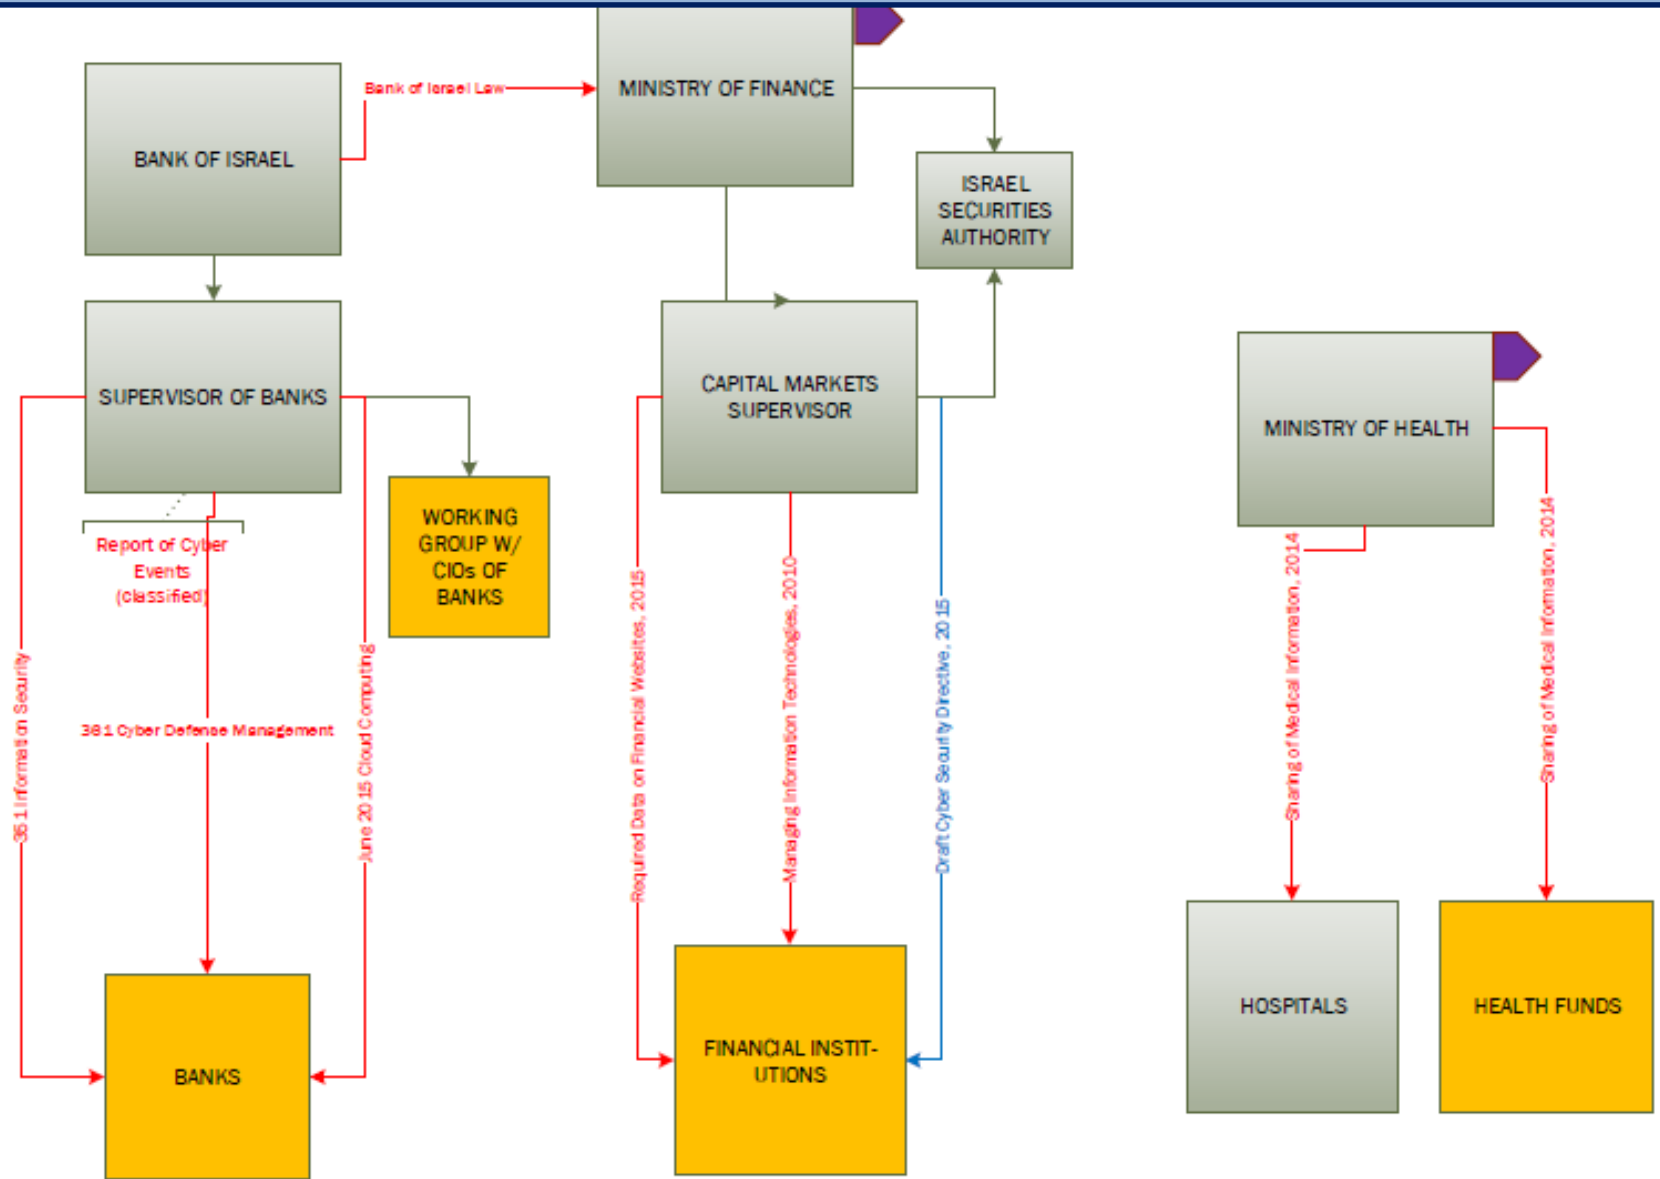 Bank of Israel Law
MINISTRY OF FINANCE
BANK OF ISRAEL
ISRAEL
SECURITIES
AUTHORITY
SUPERVISOR OF BANKS
CAPITAL MARKETS
SUPERVISOR
MINISTRY OF HEALTH
WORKING
GROUP W/
CIOs OF
BANKS
Report of Cyber
Events
(classified)
361 Information Security
361 Cyber Defense Management
June 2015 Cloud Computing
Required Data on Financial Websites, 2015
Managing Information Technologies, 2010
Draft Cyber Security Directive, 2015
Sharing of Medical Information, 2014
Sharing of Medical Information, 2014
BANKS
FINANCIAL INSTIT-
UTIONS
HOSPITALS
HEALTH FUNDS